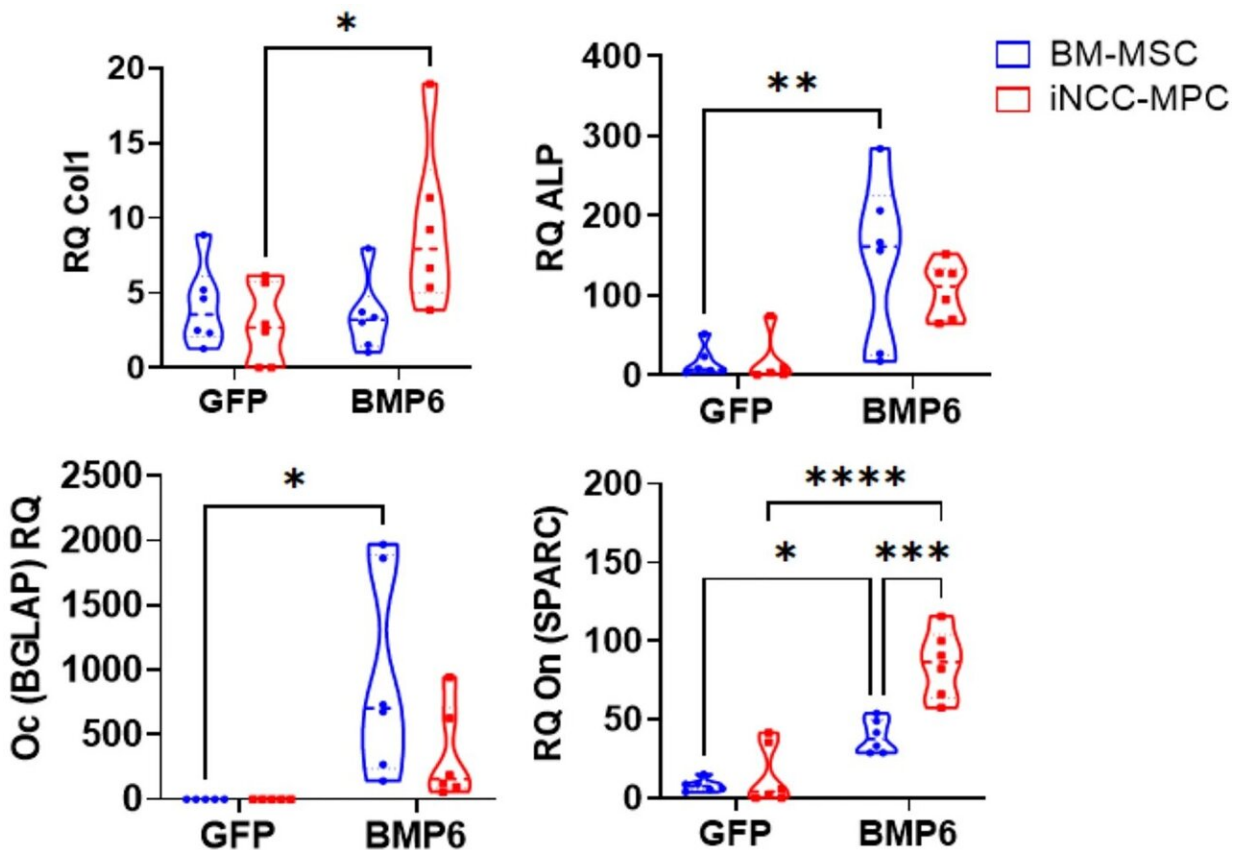 *
20
15
10
5
0
RQ Col1
GFP BMP6
**
400
300
200
100
0
RQ ALP
GFP BMP6
BM-MSC
iNCC-MPC
*
2500
2000
1500
1000
500
0
Oc (BGLAP) RQ
GFP BMP6
****
* ***
200
150
100
50
0
RQ On (SPARC)
GFP BMP6